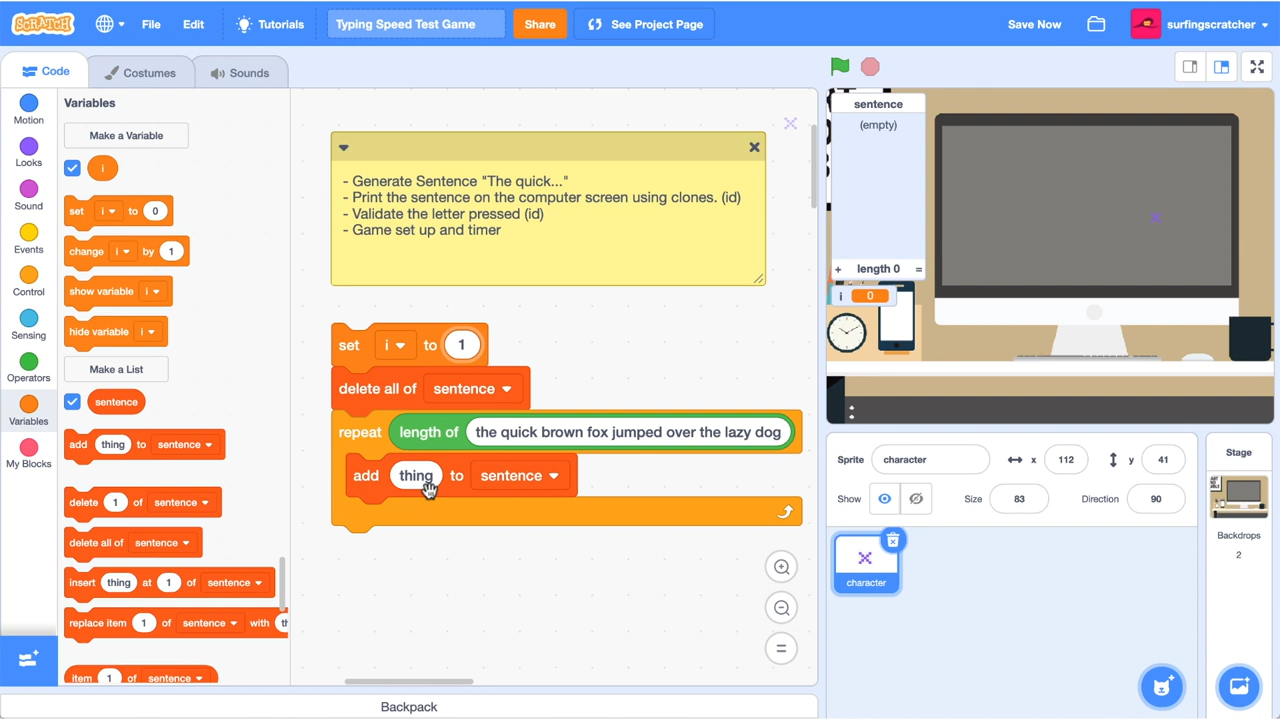 SCRATCH File Edit Tutorials Typing Speed Test Game Share See Project Page Save Now surfingscratcher
Code Costumes Sounds
Motion
Looks
Sound
Events
Control
Sensing
Operators
Variables
My Blocks
Variables
Make a Variable
i
set i to 0
change i by 1
show variable i
hide variable i
Make a List
sentence
add thing to sentence
delete 1 of sentence
delete all of sentence
insert thing at 1 of sentence
replace item 1 of sentence with
item 1 of sentence
- Generate Sentence "The quick..."
- Print the sentence on the computer screen using clones. (id)
- Validate the letter pressed (id)
- Game set up and timer
set i to 1
delete all of sentence
repeat length of the quick brown fox jumped over the lazy dog
add thing to sentence
sentence
(empty)
+ length 0 =
i 0
Sprite character x 112 y 41
Show Size 83 Direction 90
character
Stage
Backdrops
2
Backpack